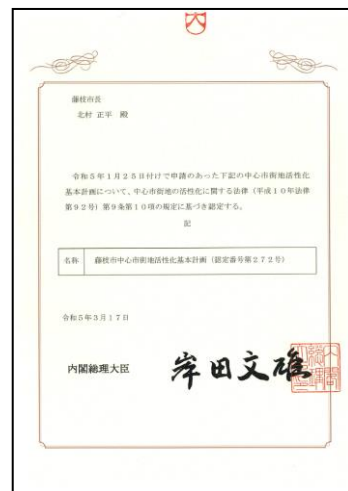 藤枝市長
北村 正平 殿
令和5年1月25日付けで申請のあった下記の中心市街地活性化
基本計画について、中心市街地の活性化に関する法律（平成10年法律
第92号）第9条第10項の規定に基づき認定する。
記
名称 藤枝市中心市街地活性化基本計画（認定番号第272号）
令和5年3月17日
内閣総理大臣 岸田文雄